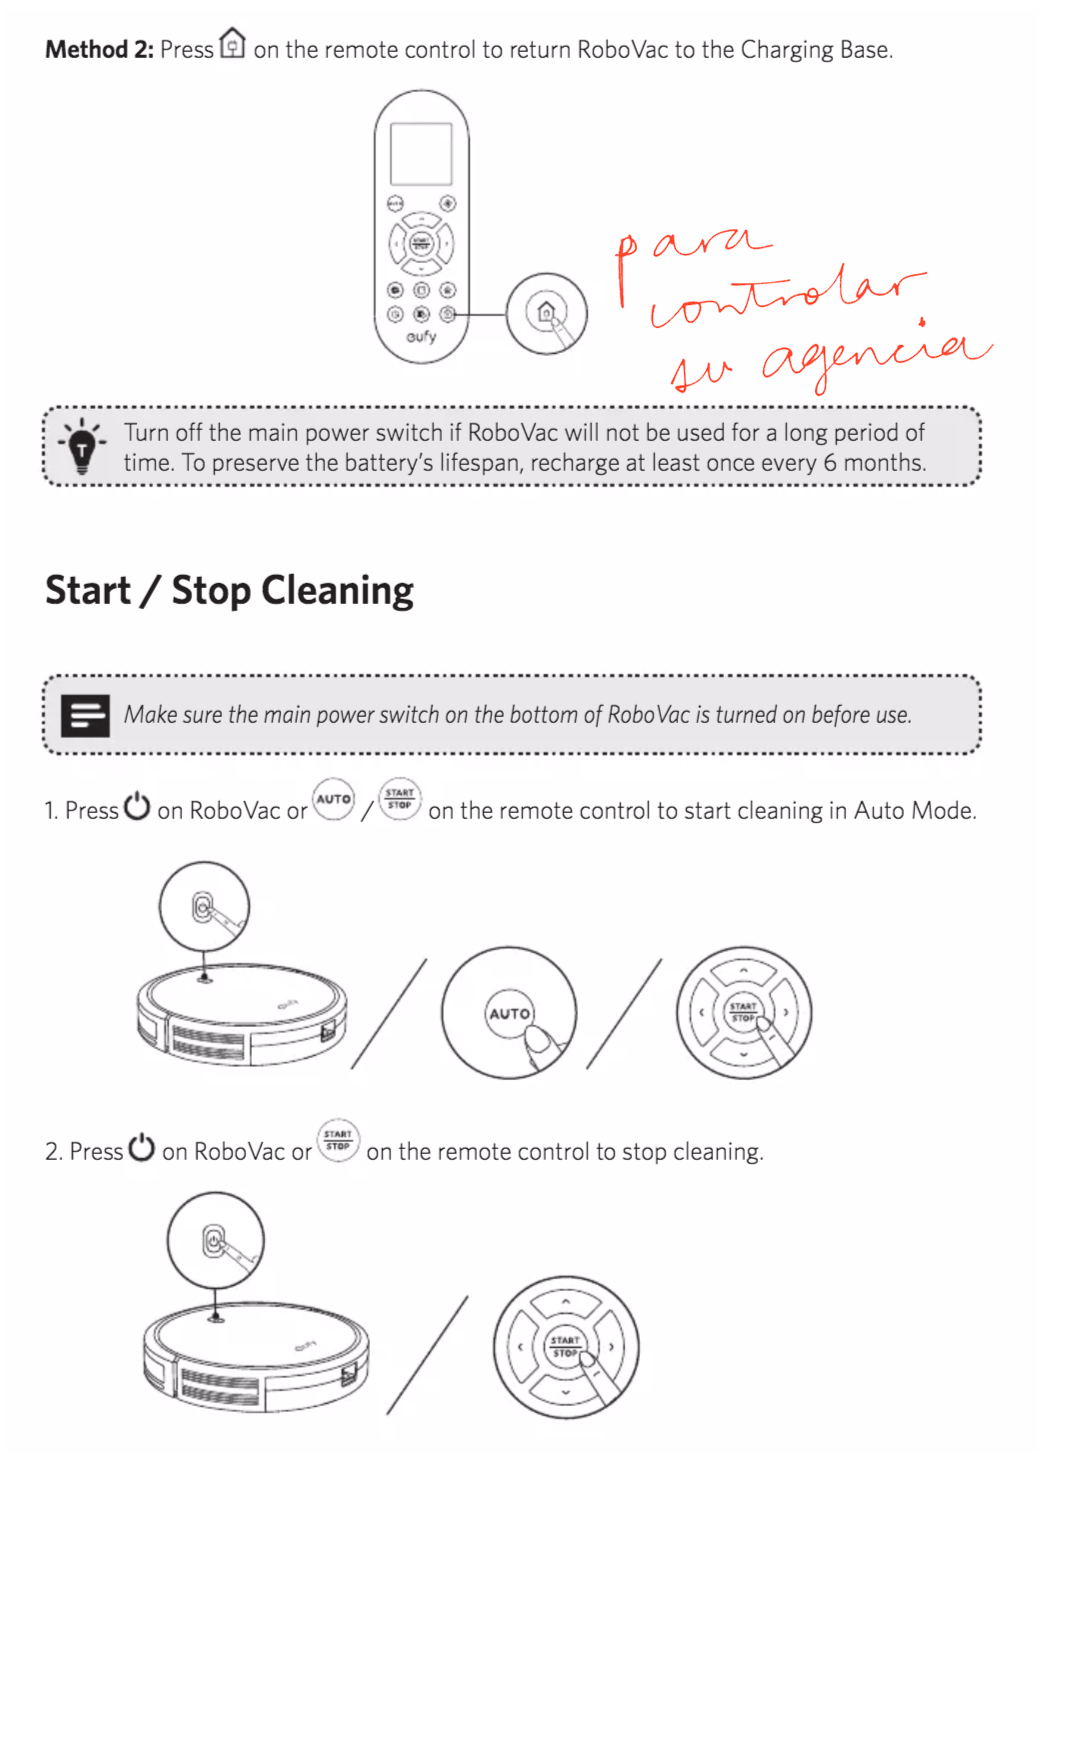 Method 2: Press on the remote control to return RoboVac to the Charging Base.
AUTO
START
STOP
eufy
para
controlar
su agencia
T
Turn off the main power switch if RoboVac will not be used for a long period of
time. To preserve the battery's lifespan, recharge at least once every 6 months.
Start / Stop Cleaning
Make sure the main power switch on the bottom of RoboVac is turned on before use.
1. Press on RoboVac or AUTO / START STOP on the remote control to start cleaning in Auto Mode.
eufy
AUTO
START
STOP
2. Press on RoboVac or START STOP on the remote control to stop cleaning.
eufy
START
STOP